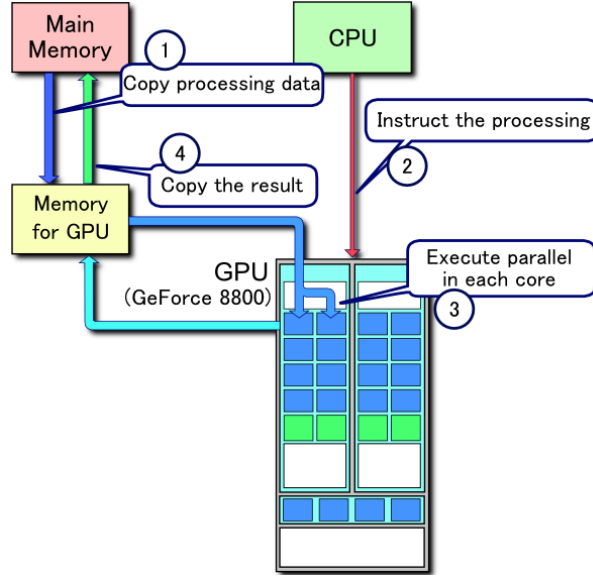 Main
Memory
CPU
1
Copy processing data
Instruct the processing
2
4
Copy the result
Memory
for GPU
GPU
(GeForce 8800)
Execute parallel
in each core
3